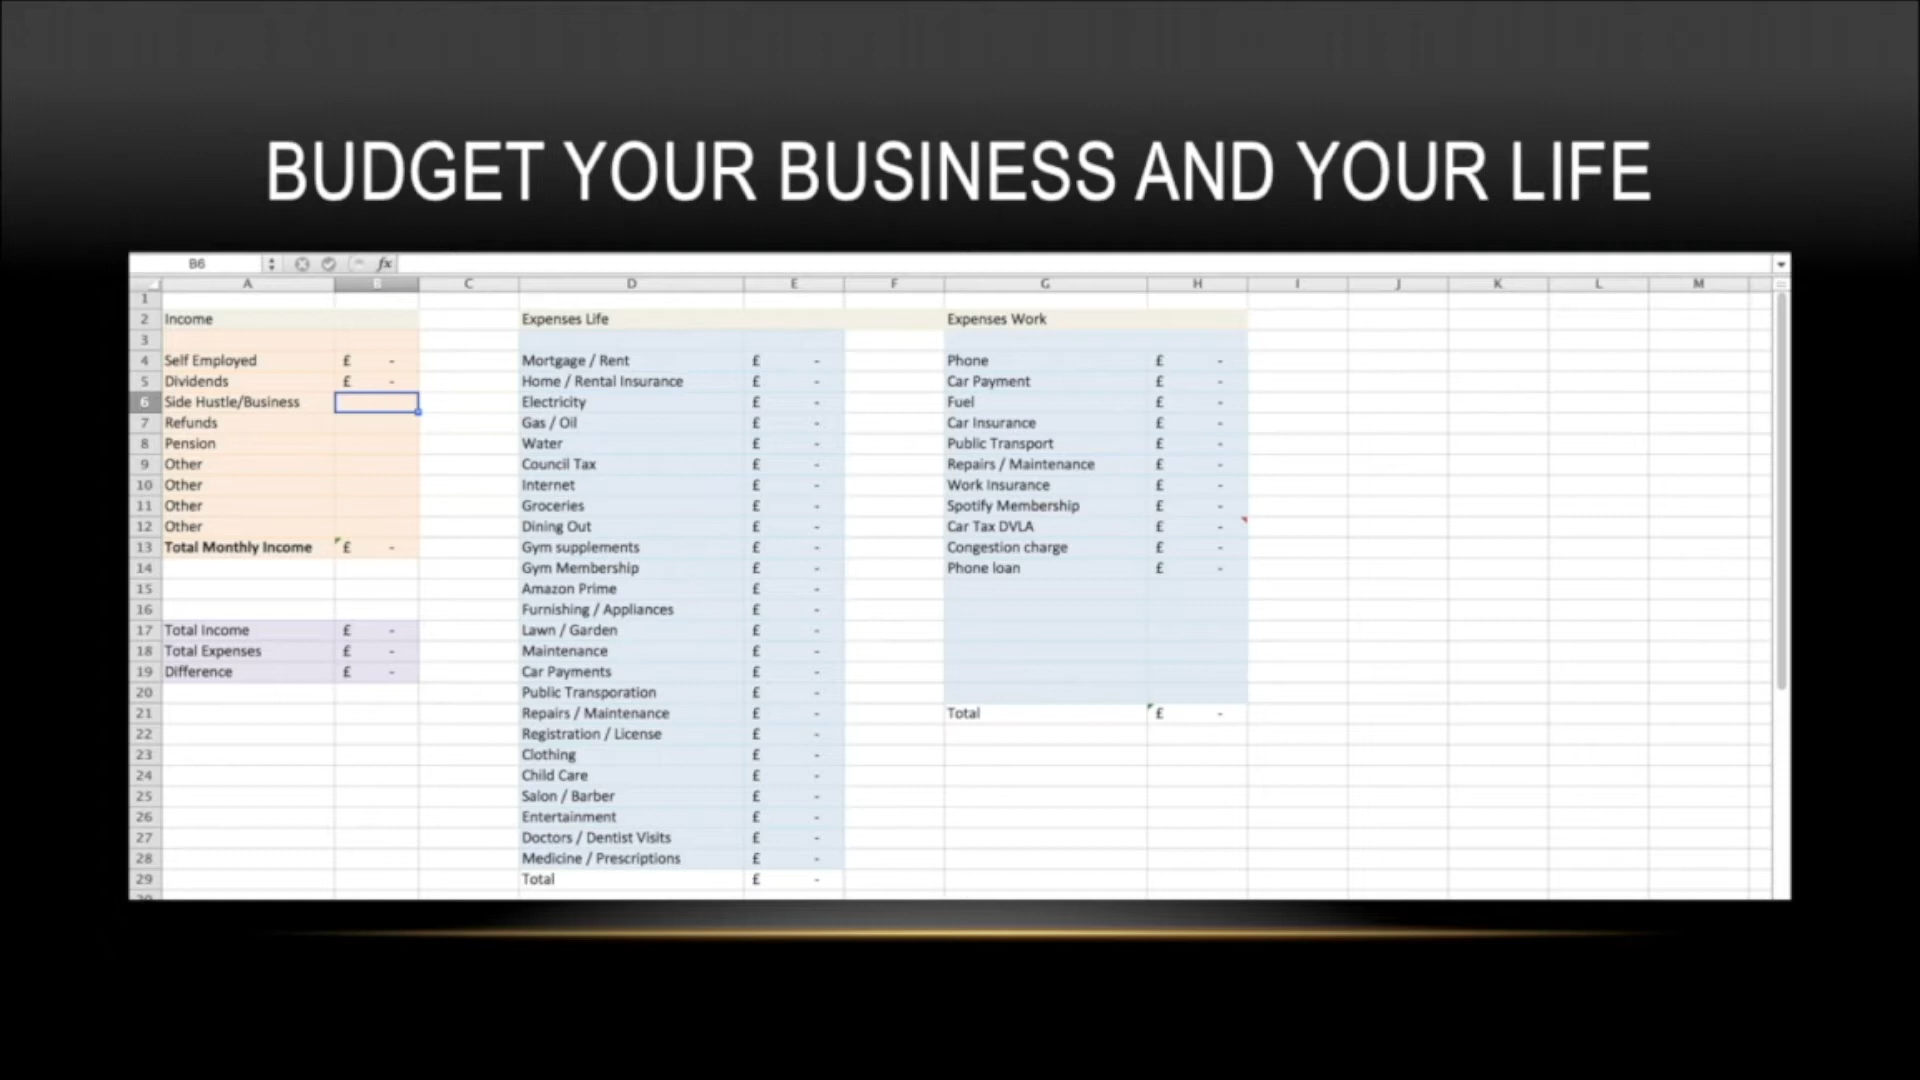 BUDGET YOUR BUSINESS AND YOUR LIFE
B6 fx
A B C D E F G H I J K L M
1
2 Income Expenses Life Expenses Work
3
4 Self Employed £ - Mortgage / Rent £ - Phone £ -
5 Dividends £ - Home / Rental Insurance £ - Car Payment £ -
6 Side Hustle/Business Electricity £ - Fuel £ -
7 Refunds Gas / Oil £ - Car Insurance £ -
8 Pension Water £ - Public Transport £ -
9 Other Council Tax £ - Repairs / Maintenance £ -
10 Other Internet £ - Work Insurance £ -
11 Other Groceries £ - Spotify Membership £ -
12 Other Dining Out £ - Car Tax DVLA £ -
13 Total Monthly Income £ - Gym supplements £ - Congestion charge £ -
14 Gym Membership £ - Phone loan £ -
15 Amazon Prime £ -
16 Furnishing / Appliances £ -
17 Total Income £ - Lawn / Garden £ -
18 Total Expenses £ - Maintenance £ -
19 Difference £ - Car Payments £ -
20 Public Transporation £ -
21 Repairs / Maintenance £ - Total £ -
22 Registration / License £ -
23 Clothing £ -
24 Child Care £ -
25 Salon / Barber £ -
26 Entertainment £ -
27 Doctors / Dentist Visits £ -
28 Medicine / Prescriptions £ -
29 Total £ -